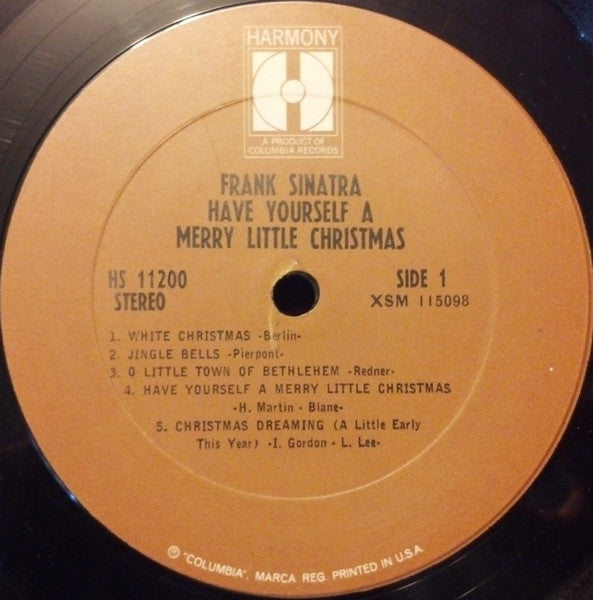 HARMONY
A PRODUCT OF
COLUMBIA RECORDS
FRANK SINATRA
HAVE YOURSELF A
MERRY LITTLE CHRISTMAS
HS 11200
STEREO
SIDE 1
XSM 115098
1. WHITE CHRISTMAS -Berlin-
2. JINGLE BELLS -Pierpont-
3. O LITTLE TOWN OF BETHLEHEM -Redner-
4. HAVE YOURSELF A MERRY LITTLE CHRISTMAS
-H. Martin - Blane-
5. CHRISTMAS DREAMING (A Little Early
This Year) -I. Gordon - L. Lee-
℗ "COLUMBIA", MARCA REG. PRINTED IN U.S.A.